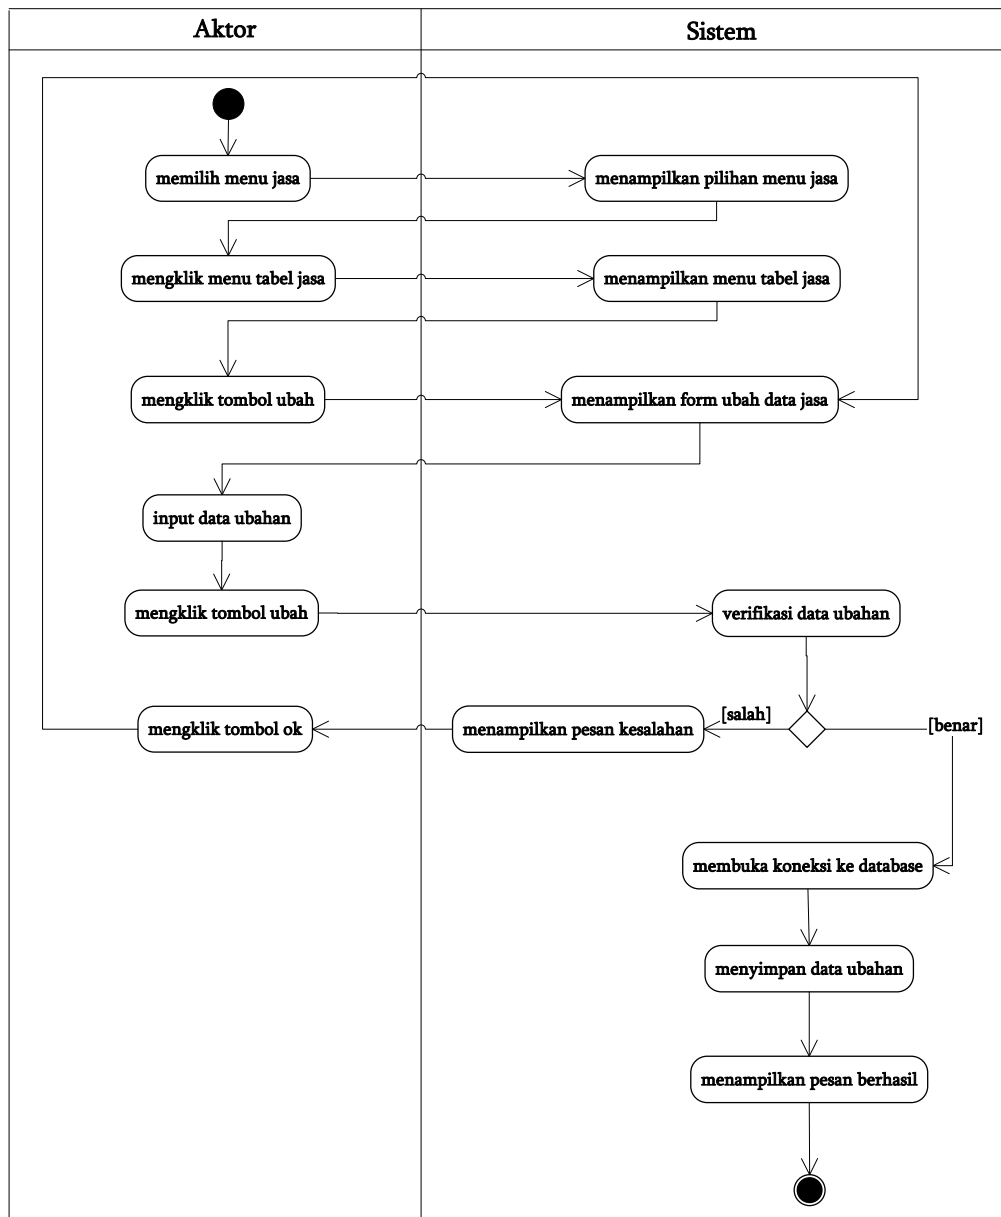 Aktor
Sistem
memilih menu jasa
menampilkan pilihan menu jasa
mengklik menu tabel jasa
menampilkan menu tabel jasa
mengklik tombol ubah
menampilkan form ubah data jasa
input data ubahan
mengklik tombol ubah
verifikasi data ubahan
[salah]
[benar]
mengklik tombol ok
menampilkan pesan kesalahan
membuka koneksi ke database
menyimpan data ubahan
menampilkan pesan berhasil